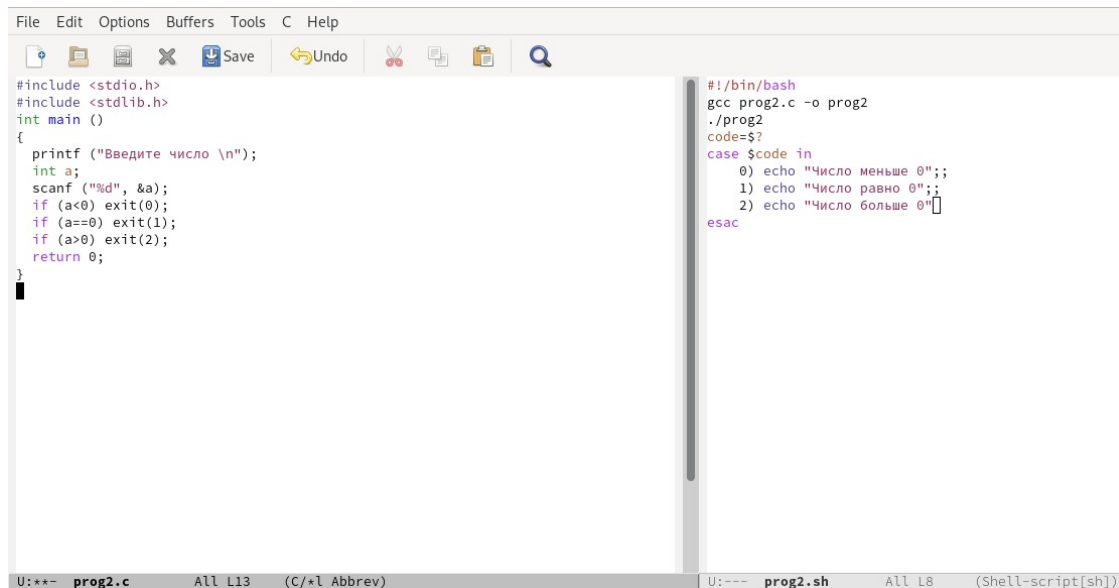 File Edit Options Buffers Tools C Help
Save Undo
#include <stdio.h>
#include <stdlib.h>
int main ()
{
  printf ("Введите число \n");
  int a;
  scanf ("%d", &a);
  if (a<0) exit(0);
  if (a==0) exit(1);
  if (a>0) exit(2);
  return 0;
}
U:**-  prog2.c        All L13    (C/*l Abbrev)
#!/bin/bash
gcc prog2.c -o prog2
./prog2
code=$?
case $code in
    0) echo "Число меньше 0";;
    1) echo "Число равно 0";;
    2) echo "Число больше 0"
esac
U:---  prog2.sh       All L8     (Shell-script[sh])